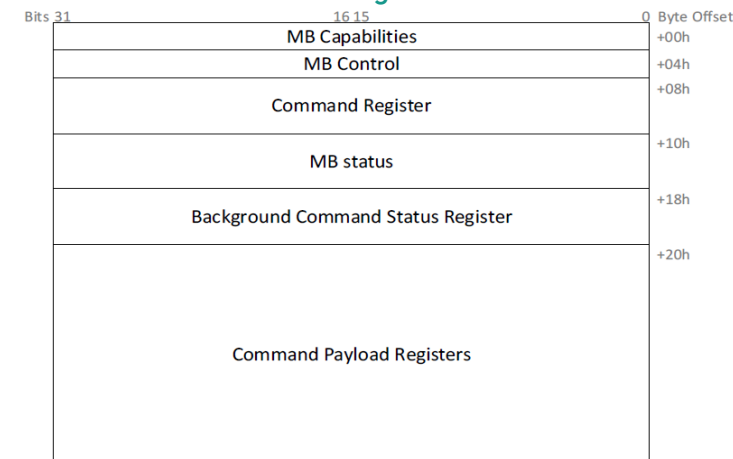 Bits 31 16 15 0 Byte Offset
MB Capabilities +00h
MB Control +04h
+08h
Command Register
+10h
MB status
+18h
Background Command Status Register
+20h
Command Payload Registers